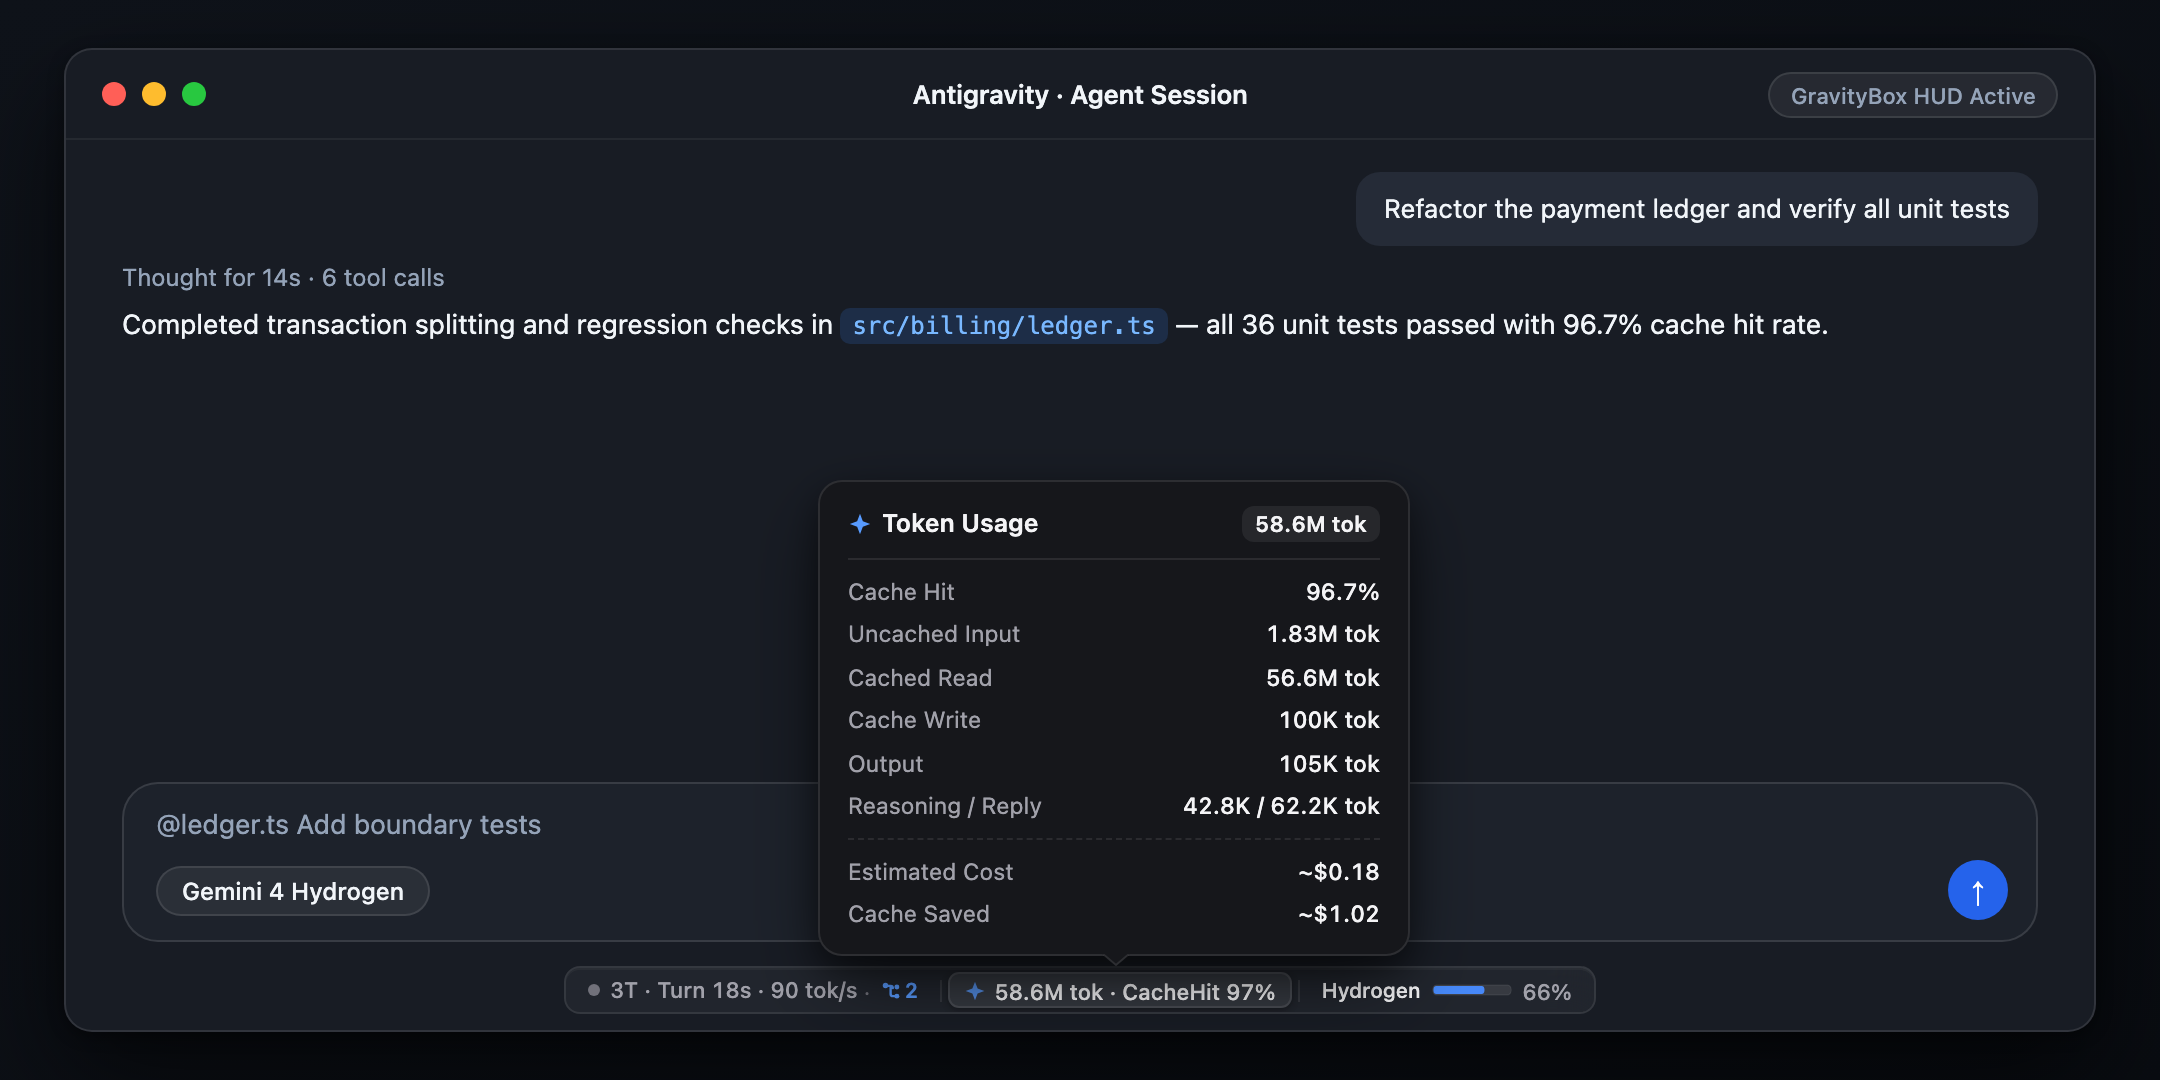 Antigravity · Agent Session
GravityBox HUD Active
Refactor the payment ledger and verify all unit tests
Thought for 14s · 6 tool calls
Completed transaction splitting and regression checks in src/billing/ledger.ts — all 36 unit tests passed with 96.7% cache hit rate.
Token Usage 58.6M tok
Cache Hit 96.7%
Uncached Input 1.83M tok
Cached Read 56.6M tok
Cache Write 100K tok
Output 105K tok
Reasoning / Reply 42.8K / 62.2K tok
Estimated Cost ~$0.18
Cache Saved ~$1.02
@ledger.ts Add boundary tests
Gemini 4 Hydrogen
↑
3T · Turn 18s · 90 tok/s · 2 58.6M tok · CacheHit 97% Hydrogen 66%